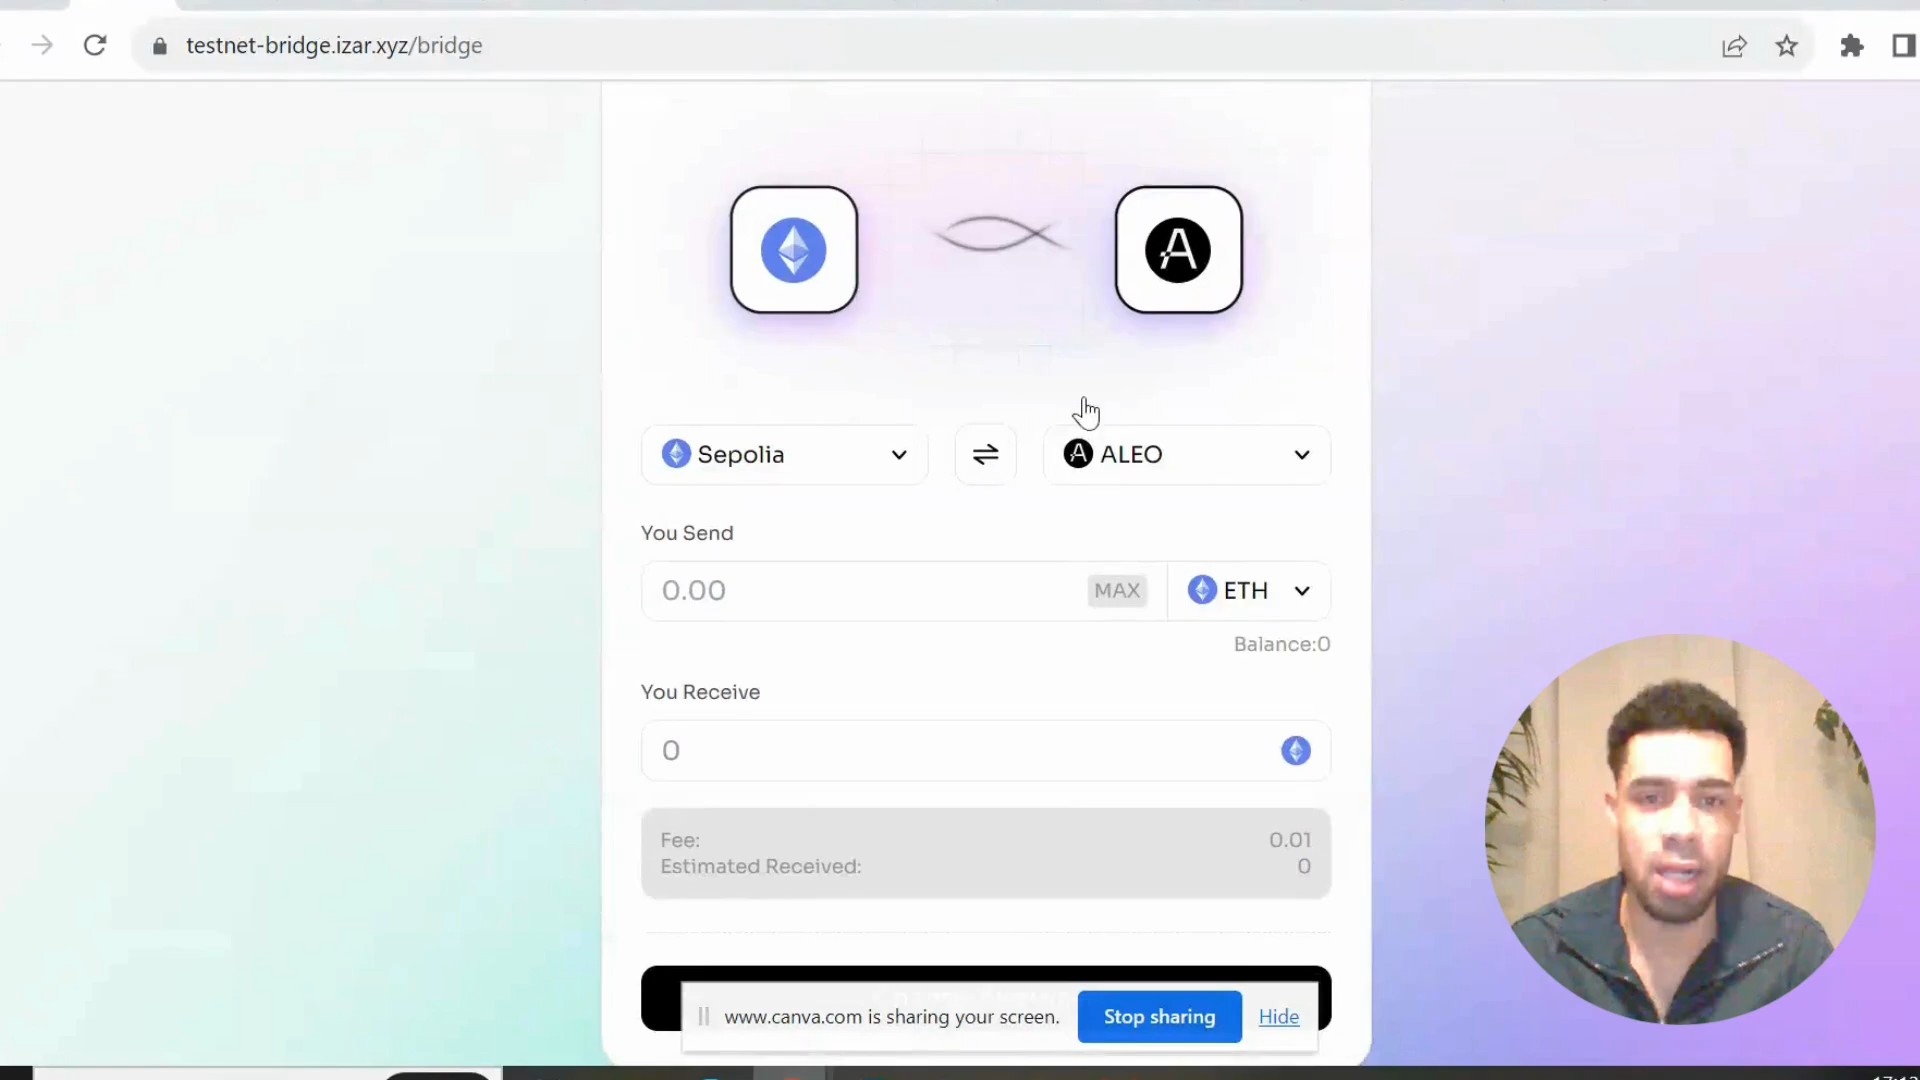 testnet-bridge.izar.xyz/bridge
Sepolia
ALEO
You Send
0.00
MAX
ETH
Balance:0
You Receive
0
Fee:
0.01
Estimated Received:
0
www.canva.com is sharing your screen.
Stop sharing
Hide